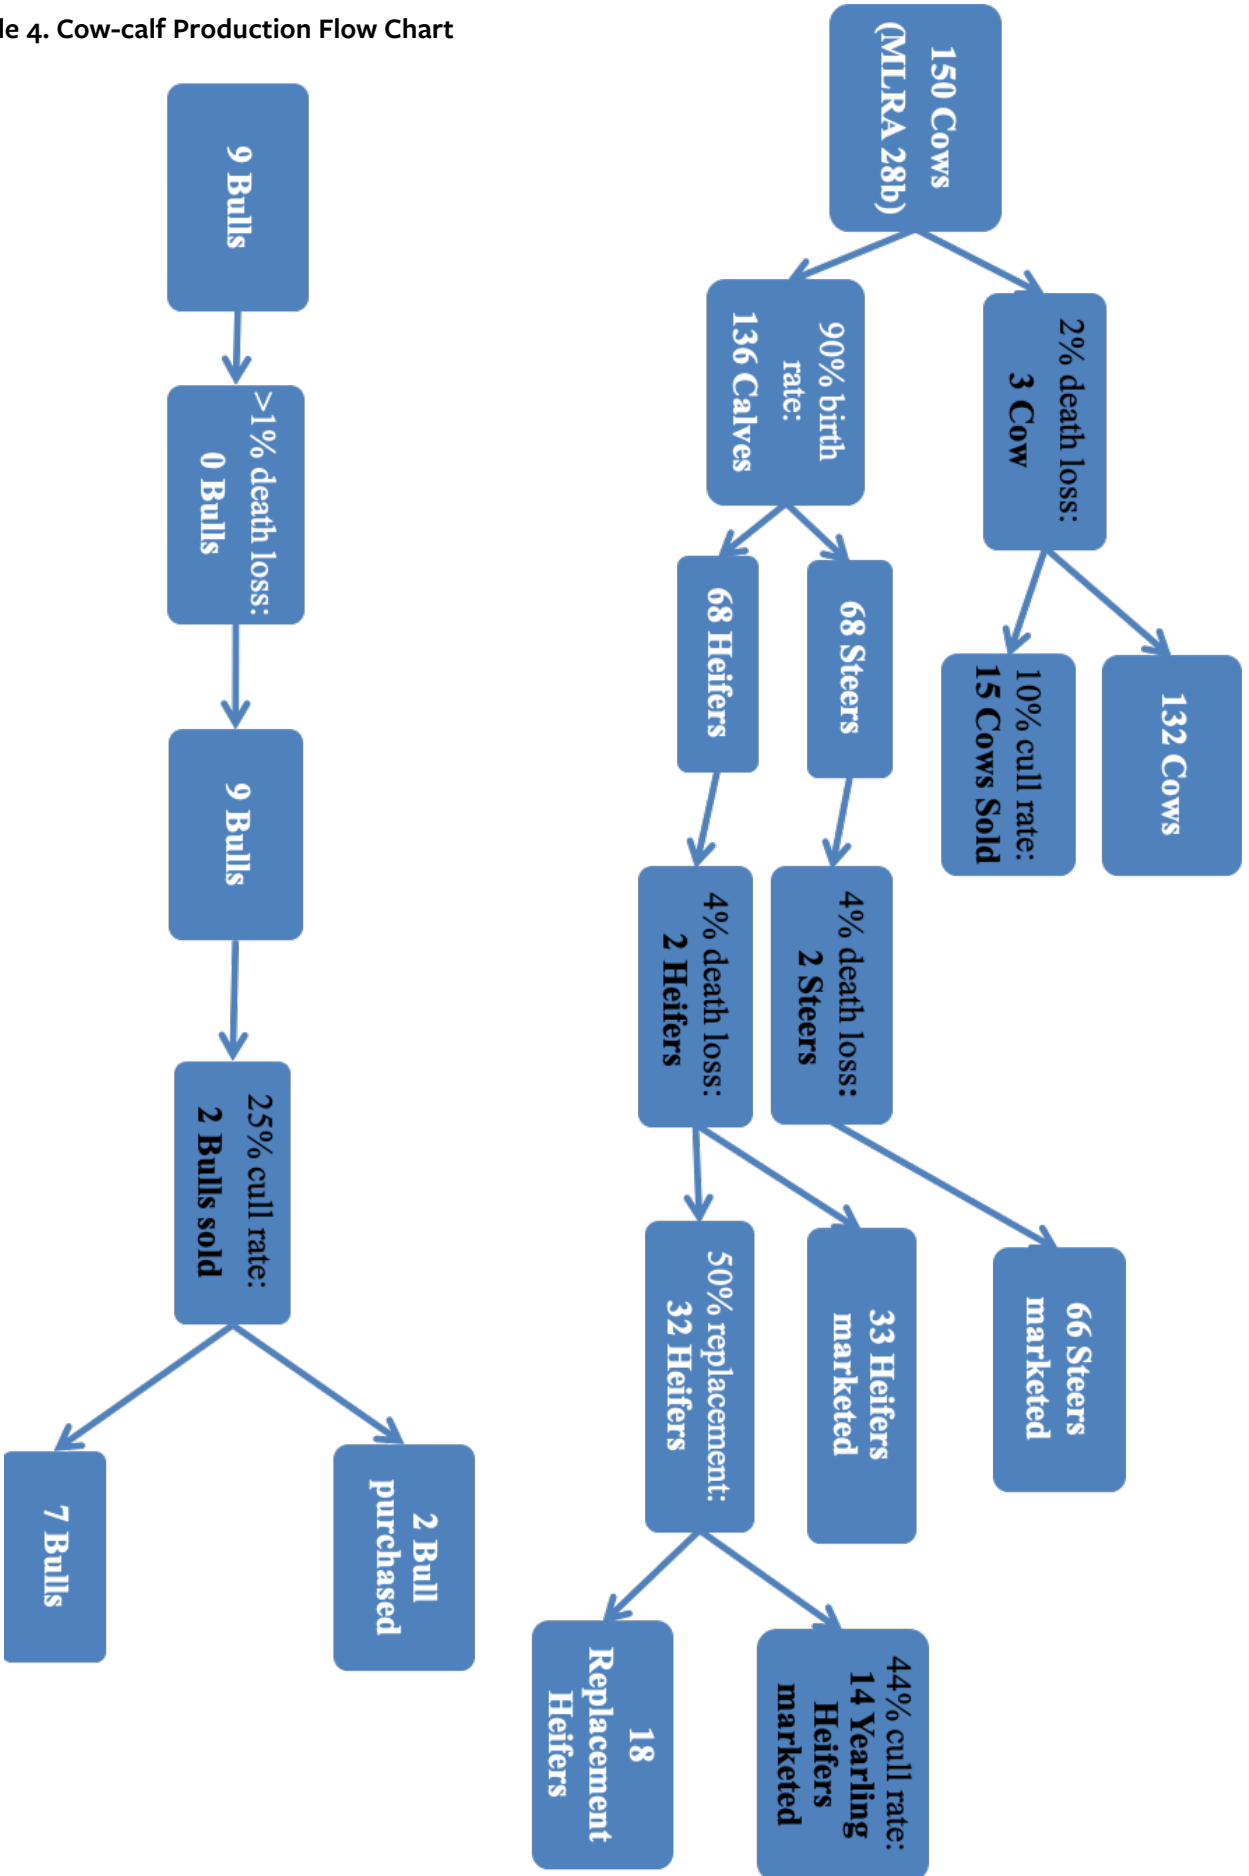 le 4. Cow-calf Production Flow Chart
150 Cows
(MLRA 28b)
2% death loss:
3 Cow
132 Cows
10% cull rate:
15 Cows Sold
90% birth
rate:
136 Calves
68 Steers
4% death loss:
2 Steers
66 Steers
marketed
68 Heifers
4% death loss:
2 Heifers
33 Heifers
marketed
50% replacement:
32 Heifers
44% cull rate:
14 Yearling
Heifers
marketed
18
Replacement
Heifers
9 Bulls
>1% death loss:
0 Bulls
9 Bulls
25% cull rate:
2 Bulls sold
2 Bull
purchased
7 Bulls